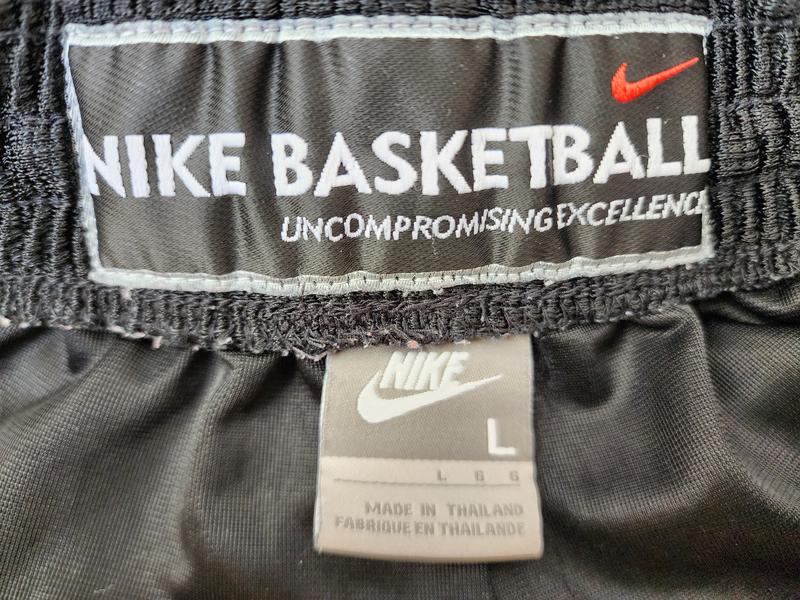 NIKE BASKETBALL
UNCOMPROMISING EXCELLENCE
NIKE
L
L G G
MADE IN THAILAND
FABRIQUE EN THAILANDE